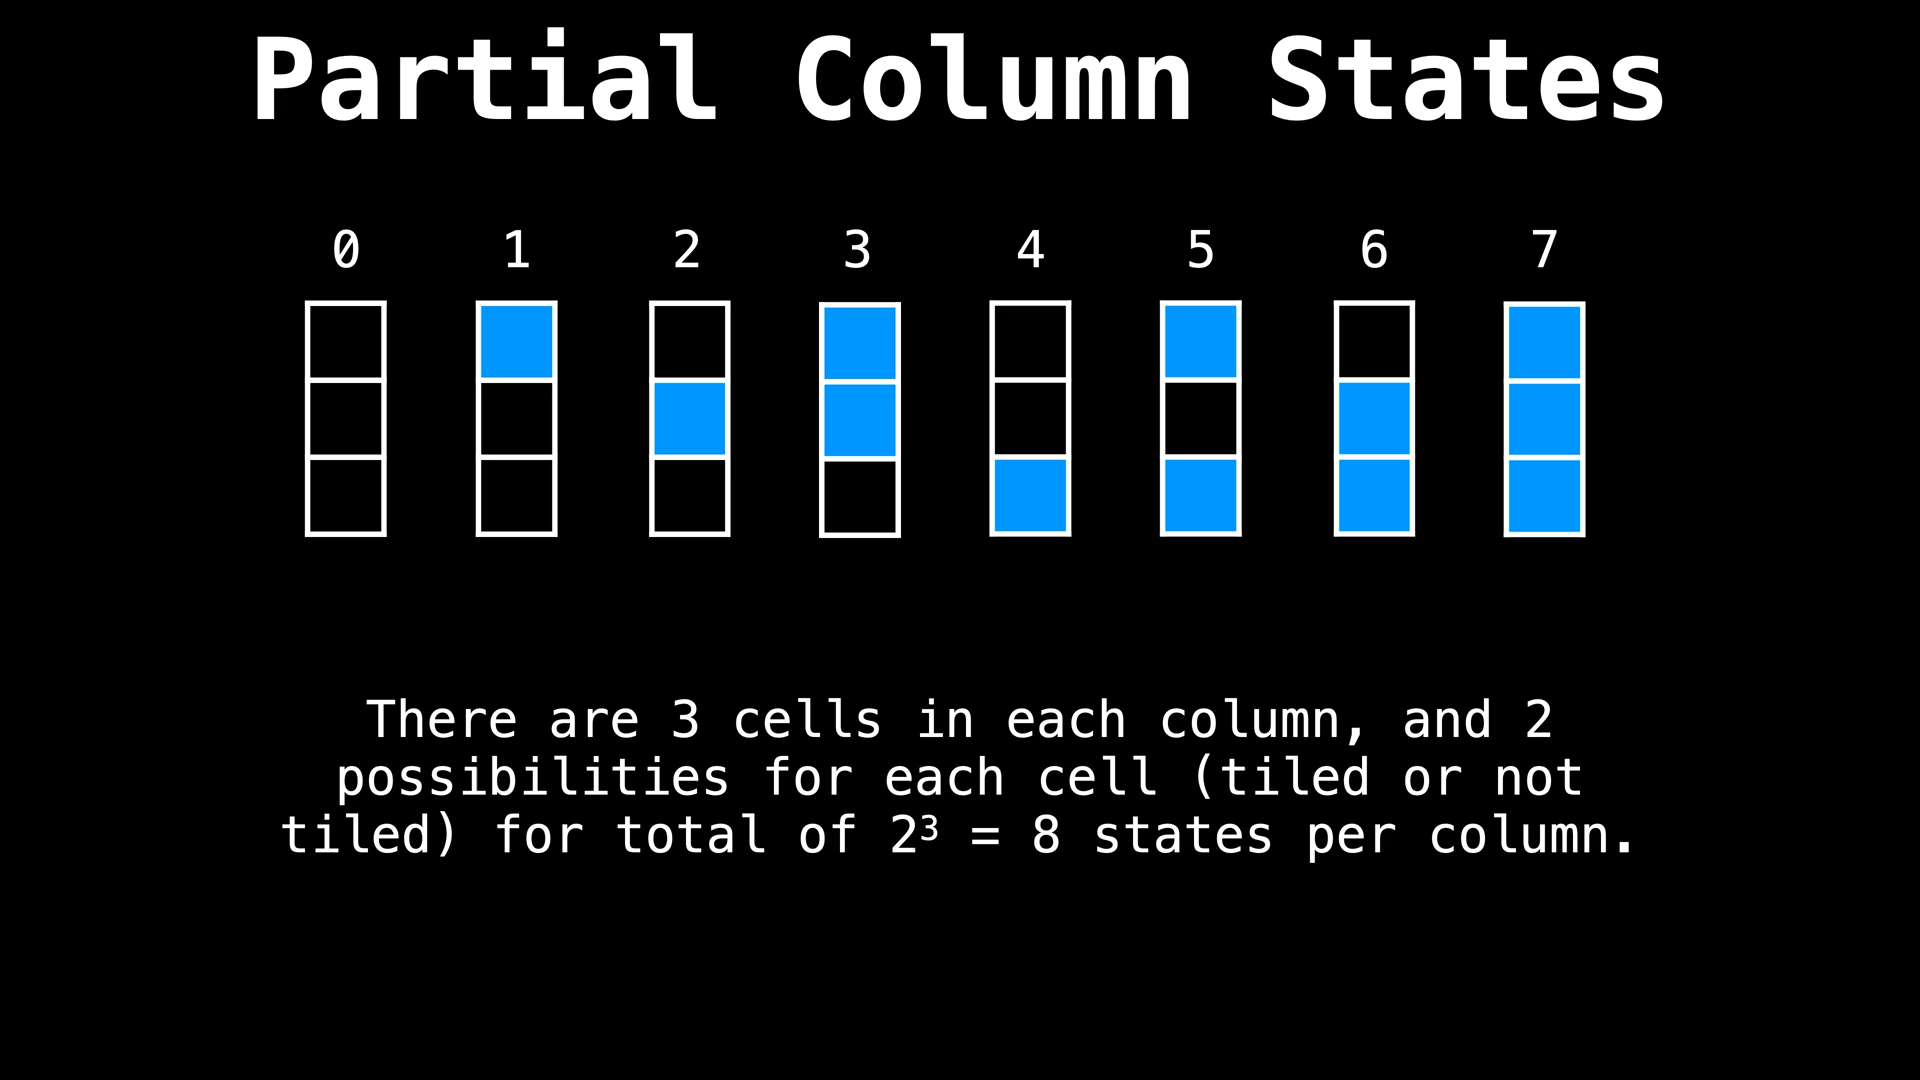 Partial Column States
0 1 2 3 4 5 6 7
There are 3 cells in each column, and 2
possibilities for each cell (tiled or not
tiled) for total of 2³ = 8 states per column.